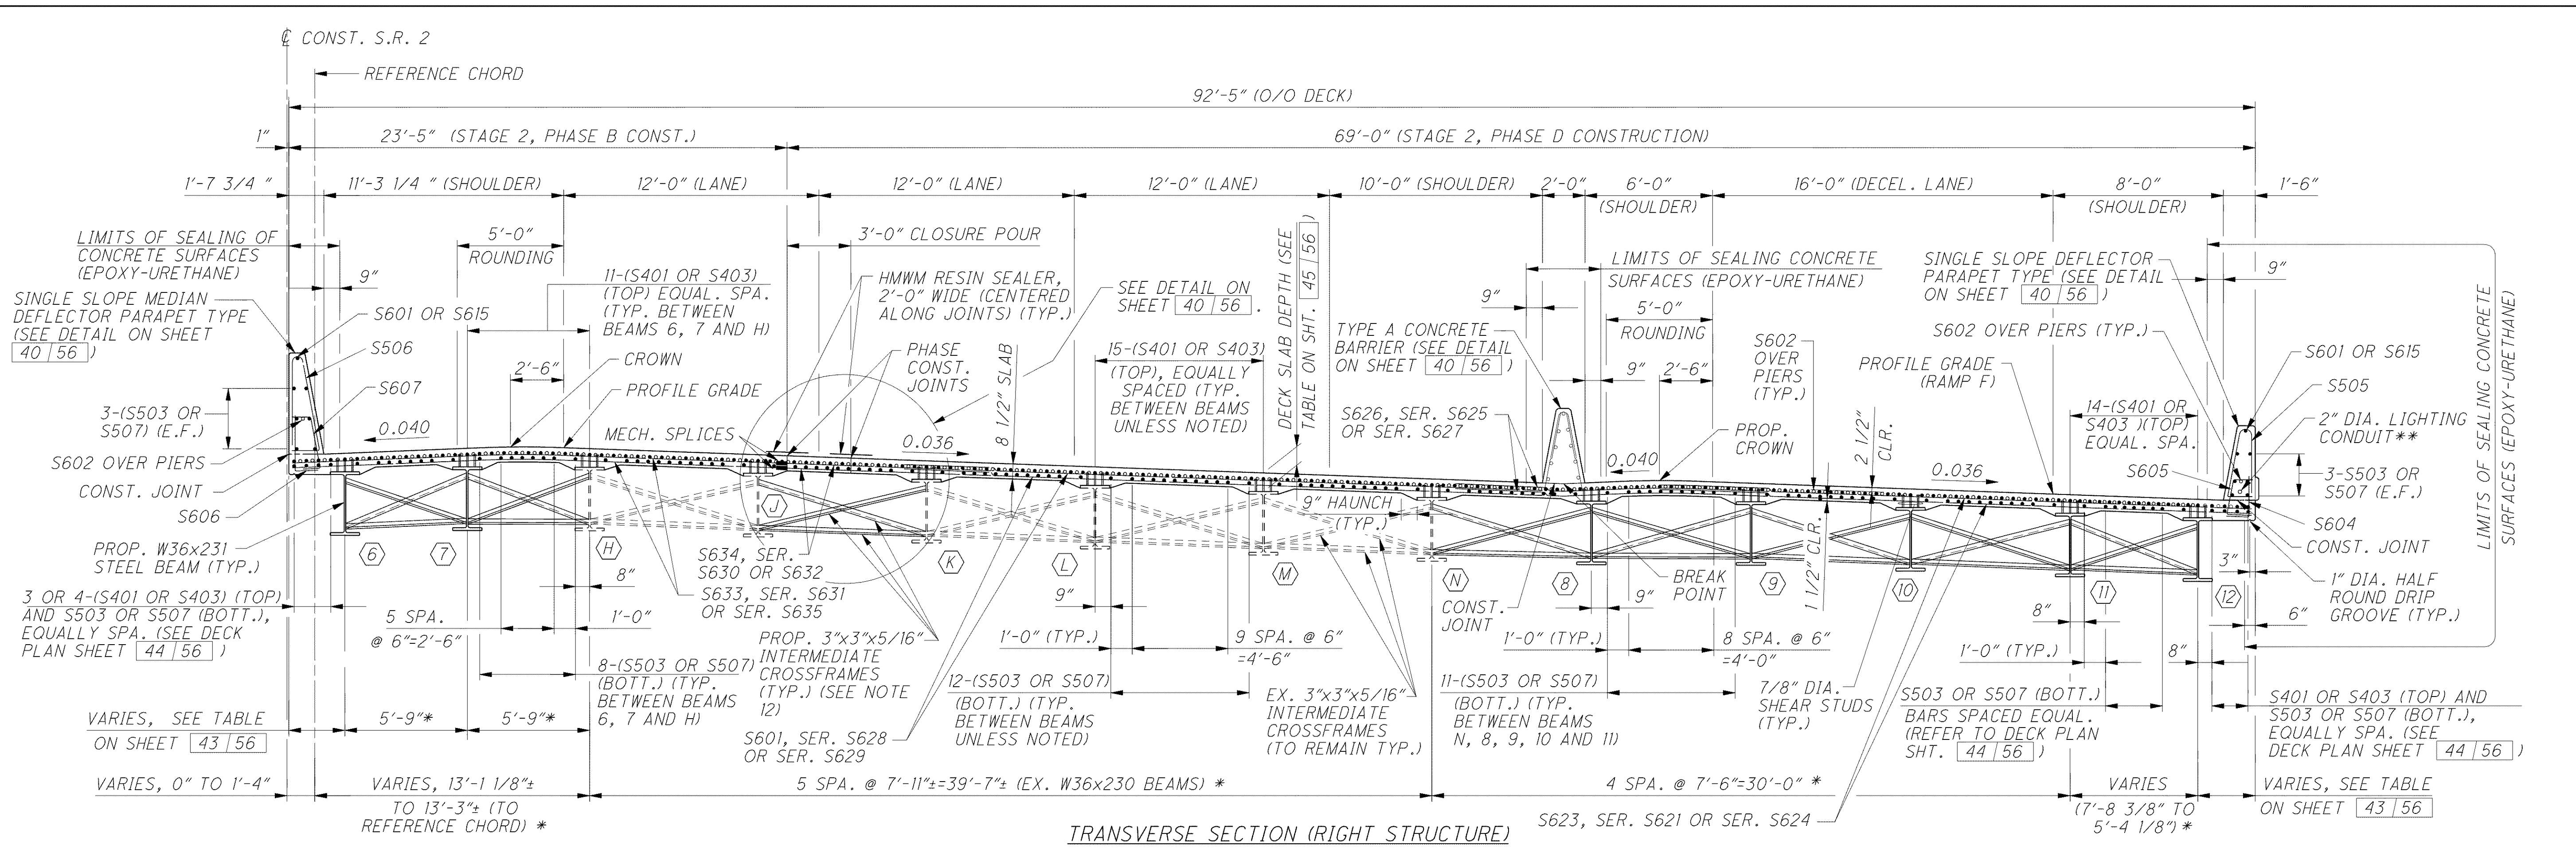 ℄ CONST. S.R. 2
REFERENCE CHORD
92'-5" (O/O DECK)
1"
23'-5" (STAGE 2, PHASE B CONST.)
69'-0" (STAGE 2, PHASE D CONSTRUCTION)
1'-7 3/4 "
11'-3 1/4 " (SHOULDER)
12'-0" (LANE)
12'-0" (LANE)
12'-0" (LANE)
10'-0" (SHOULDER)
2'-0"
6'-0"
(SHOULDER)
16'-0" (DECEL. LANE)
8'-0"
(SHOULDER)
1'-6"
LIMITS OF SEALING OF
CONCRETE SURFACES
(EPOXY-URETHANE)
9"
5'-0"
ROUNDING
3'-0" CLOSURE POUR
11-(S401 OR S403)
(TOP) EQUAL. SPA.
(TYP. BETWEEN
BEAMS 6, 7 AND H)
HMWM RESIN SEALER,
2'-0" WIDE (CENTERED
ALONG JOINTS) (TYP.)
SEE DETAIL ON
SHEET 40 / 56 .
DECK SLAB DEPTH (SEE
TABLE ON SHT. 45 / 56 )
LIMITS OF SEALING CONCRETE
SURFACES (EPOXY-URETHANE)
9"
5'-0"
ROUNDING
SINGLE SLOPE DEFLECTOR
PARAPET TYPE (SEE DETAIL
ON SHEET 40 / 56 )
9"
LIMITS OF SEALING CONCRETE
SURFACES (EPOXY-URETHANE)
SINGLE SLOPE MEDIAN
DEFLECTOR PARAPET TYPE
(SEE DETAIL ON SHEET
40 / 56 )
S601 OR S615
S506
S607
3-(S503 OR
S507) (E.F.)
S602 OVER PIERS
CONST. JOINT
S606
0.040
2'-6"
CROWN
PROFILE GRADE
MECH. SPLICES
PHASE
CONST.
JOINTS
0.036
8 1/2" SLAB
15-(S401 OR S403)
(TOP), EQUALLY
SPACED (TYP.
BETWEEN BEAMS
UNLESS NOTED)
TYPE A CONCRETE
BARRIER (SEE DETAIL
ON SHEET 40 / 56 )
S626, SER. S625
OR SER. S627
9"
2'-6"
0.040
PROP.
CROWN
S602
OVER
PIERS
(TYP.)
S602 OVER PIERS (TYP.)
PROFILE GRADE
(RAMP F)
2 1/2"
CLR.
1 1/2" CLR.
14-(S401 OR
S403 )(TOP)
EQUAL. SPA.
0.036
S601 OR S615
S505
2" DIA. LIGHTING
CONDUIT**
S605
3-S503 OR
S507 (E.F.)
S604
CONST. JOINT
3"
1" DIA. HALF
ROUND DRIP
GROOVE (TYP.)
6"
PROP. W36x231
STEEL BEAM (TYP.)
6
7
H
J
K
L
M
N
8
9
10
11
12
9" HAUNCH
(TYP.)
BREAK
POINT
CONST.
JOINT
3 OR 4-(S401 OR S403) (TOP)
AND S503 OR S507 (BOTT.),
EQUALLY SPA. (SEE DECK
PLAN SHEET 44 / 56 )
5 SPA.
@ 6"=2'-6"
8"
1'-0"
8-(S503 OR S507)
(BOTT.) (TYP.
BETWEEN BEAMS
6, 7 AND H)
S634, SER.
S630 OR S632
S633, SER. S631
OR SER. S635
PROP. 3"x3"x5/16"
INTERMEDIATE
CROSSFRAMES
(TYP.) (SEE NOTE
12)
S601, SER. S628
OR SER. S629
9"
1'-0" (TYP.)
9 SPA. @ 6"
=4'-6"
12-(S503 OR S507)
(BOTT.) (TYP.
BETWEEN BEAMS
UNLESS NOTED)
EX. 3"x3"x5/16"
INTERMEDIATE
CROSSFRAMES
(TO REMAIN TYP.)
9"
1'-0" (TYP.)
8 SPA. @ 6"
=4'-0"
11-(S503 OR S507)
(BOTT.) (TYP.
BETWEEN BEAMS
N, 8, 9, 10 AND 11)
7/8" DIA.
SHEAR STUDS
(TYP.)
8"
1'-0" (TYP.)
8"
S503 OR S507 (BOTT.)
BARS SPACED EQUAL.
(REFER TO DECK PLAN
SHT. 44 / 56 )
S401 OR S403 (TOP) AND
S503 OR S507 (BOTT.),
EQUALLY SPA. (SEE
DECK PLAN SHEET 44 / 56 )
VARIES, SEE TABLE
ON SHEET 43 / 56
5'-9"*
5'-9"*
VARIES, 0" TO 1'-4"
VARIES, 13'-1 1/8"±
TO 13'-3"± (TO
REFERENCE CHORD) *
5 SPA. @ 7'-11"±=39'-7"± (EX. W36x230 BEAMS) *
4 SPA. @ 7'-6"=30'-0" *
VARIES
(7'-8 3/8" TO
5'-4 1/8") *
VARIES, SEE TABLE
ON SHEET 43 / 56
S623, SER. S621 OR SER. S624
TRANSVERSE SECTION (RIGHT STRUCTURE)